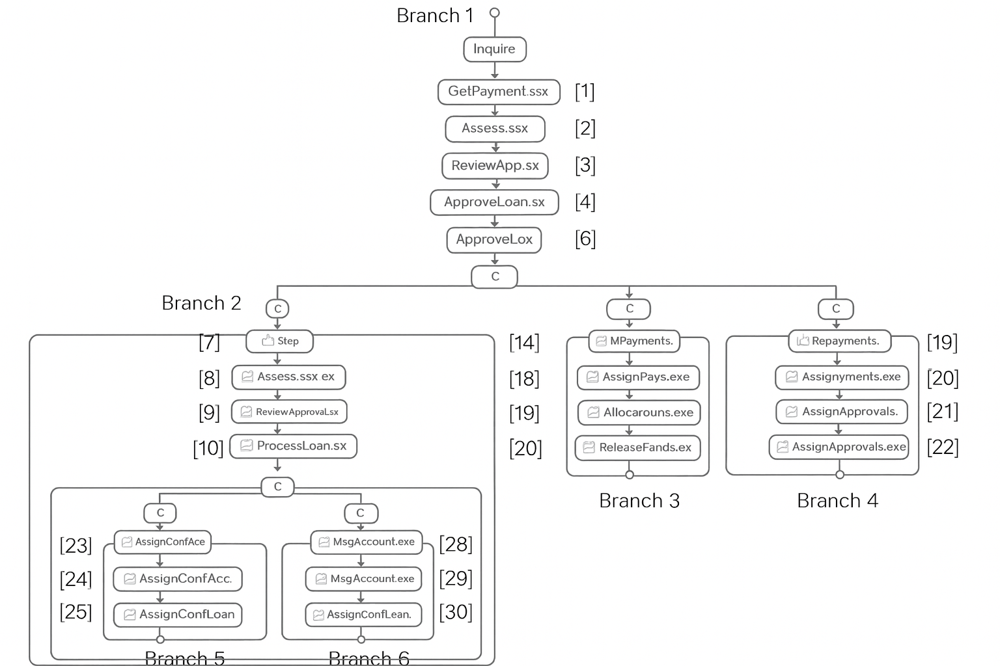 Branch 1
Inquire
GetPayment.ssx [1]
Assess.ssx [2]
ReviewApp.sx [3]
ApproveLoan.sx [4]
ApproveLox [6]
C
Branch 2
C
C
C
[7] Step
[8] Assess.ssx ex
[9] ReviewApprovaLsx
[10] ProcessLoan.sx
[14] MPayments.
[18] AssignPays.exe
[19] Allocarouns.exe
[20] ReleaseFands.ex
Branch 3
Repayments. [19]
Assignyments.exe [20]
AssignApprovals. [21]
AssignApprovals.exe [22]
Branch 4
C
C
C
[23] AssignConfAce
[24] AssignConfAcc.
[25] AssignConfLoan
Branch 5
MsgAccount.exe [28]
MsgAccount.exe [29]
AssignConfLean. [30]
Branch 6